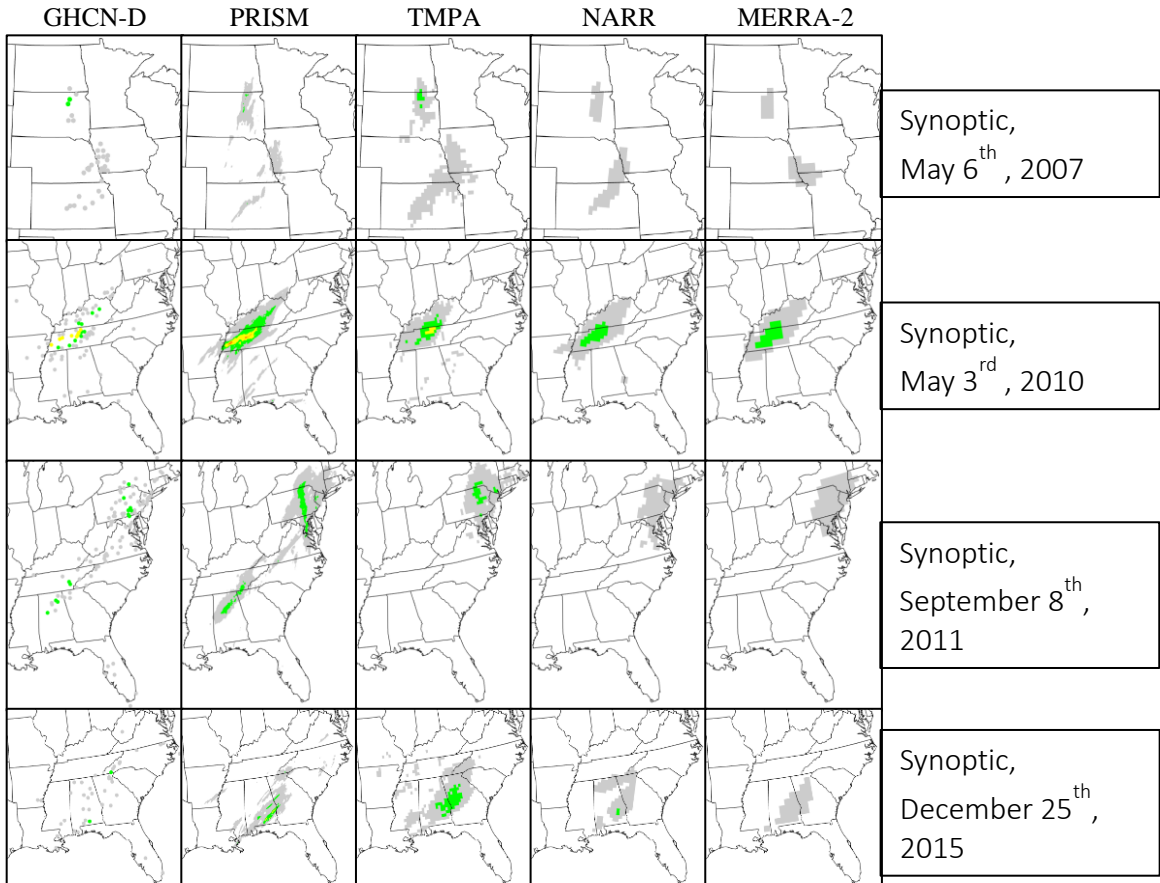 GHCN-D PRISM TMPA NARR MERRA-2
Synoptic,
May 6th , 2007
Synoptic,
May 3rd , 2010
Synoptic,
September 8th ,
2011
Synoptic,
December 25th ,
2015